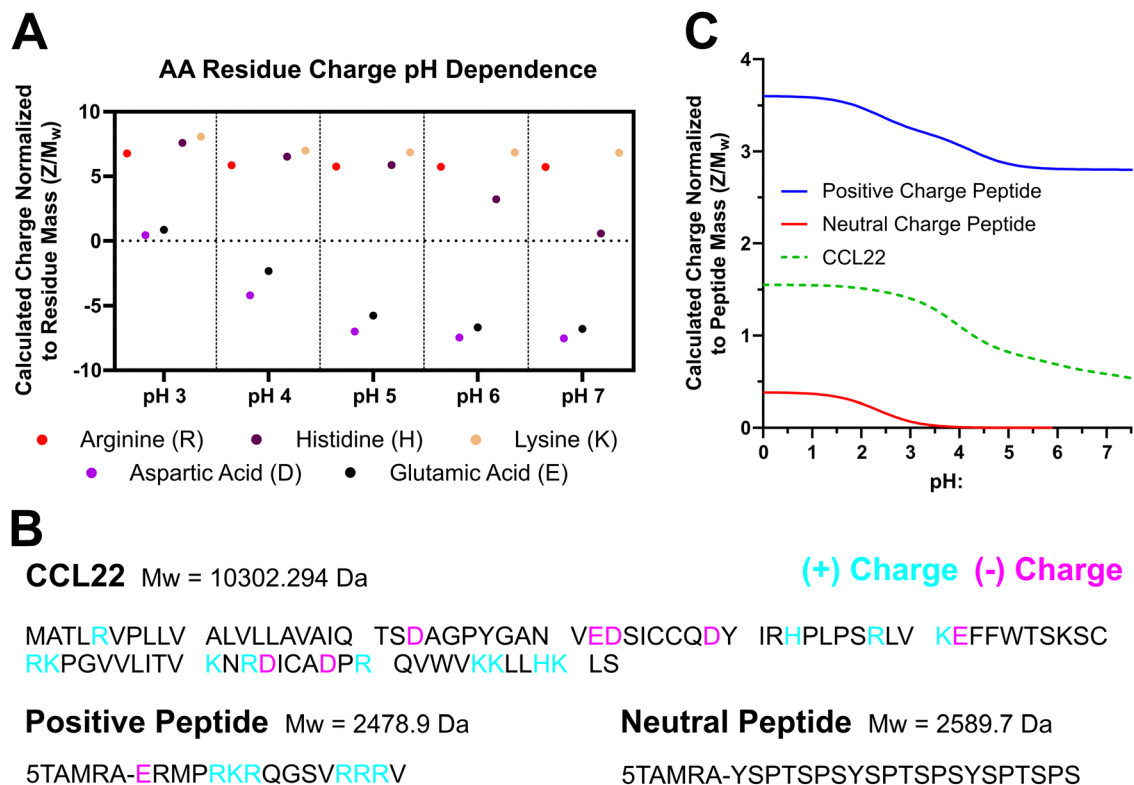 A
AA Residue Charge pH Dependence
Calculated Charge Normalized
to Residue Mass (Z/Mw)
10
5
0
-5
-10
pH 3 pH 4 pH 5 pH 6 pH 7
Arginine (R) Histidine (H) Lysine (K)
Aspartic Acid (D) Glutamic Acid (E)
C
Calculated Charge Normalized
to Peptide Mass (Z/Mw)
4
3
2
1
0
Positive Charge Peptide
Neutral Charge Peptide
CCL22
0 1 2 3 4 5 6 7
pH:
B
CCL22 Mw = 10302.294 Da
(+) Charge (-) Charge
MATLRVPLLV ALVLLAVAIQ TSDAGPYGAN VEDSICCQDY IRHPLPSRLV KEFFWTSKSC
RKPGVVLITV KNRDICADPR QVWVKKLLHK LS
Positive Peptide Mw = 2478.9 Da
5TAMRA-ERMPRKRQGSVRRRV
Neutral Peptide Mw = 2589.7 Da
5TAMRA-YSPTSPSYSPTSPSYSPTSPS